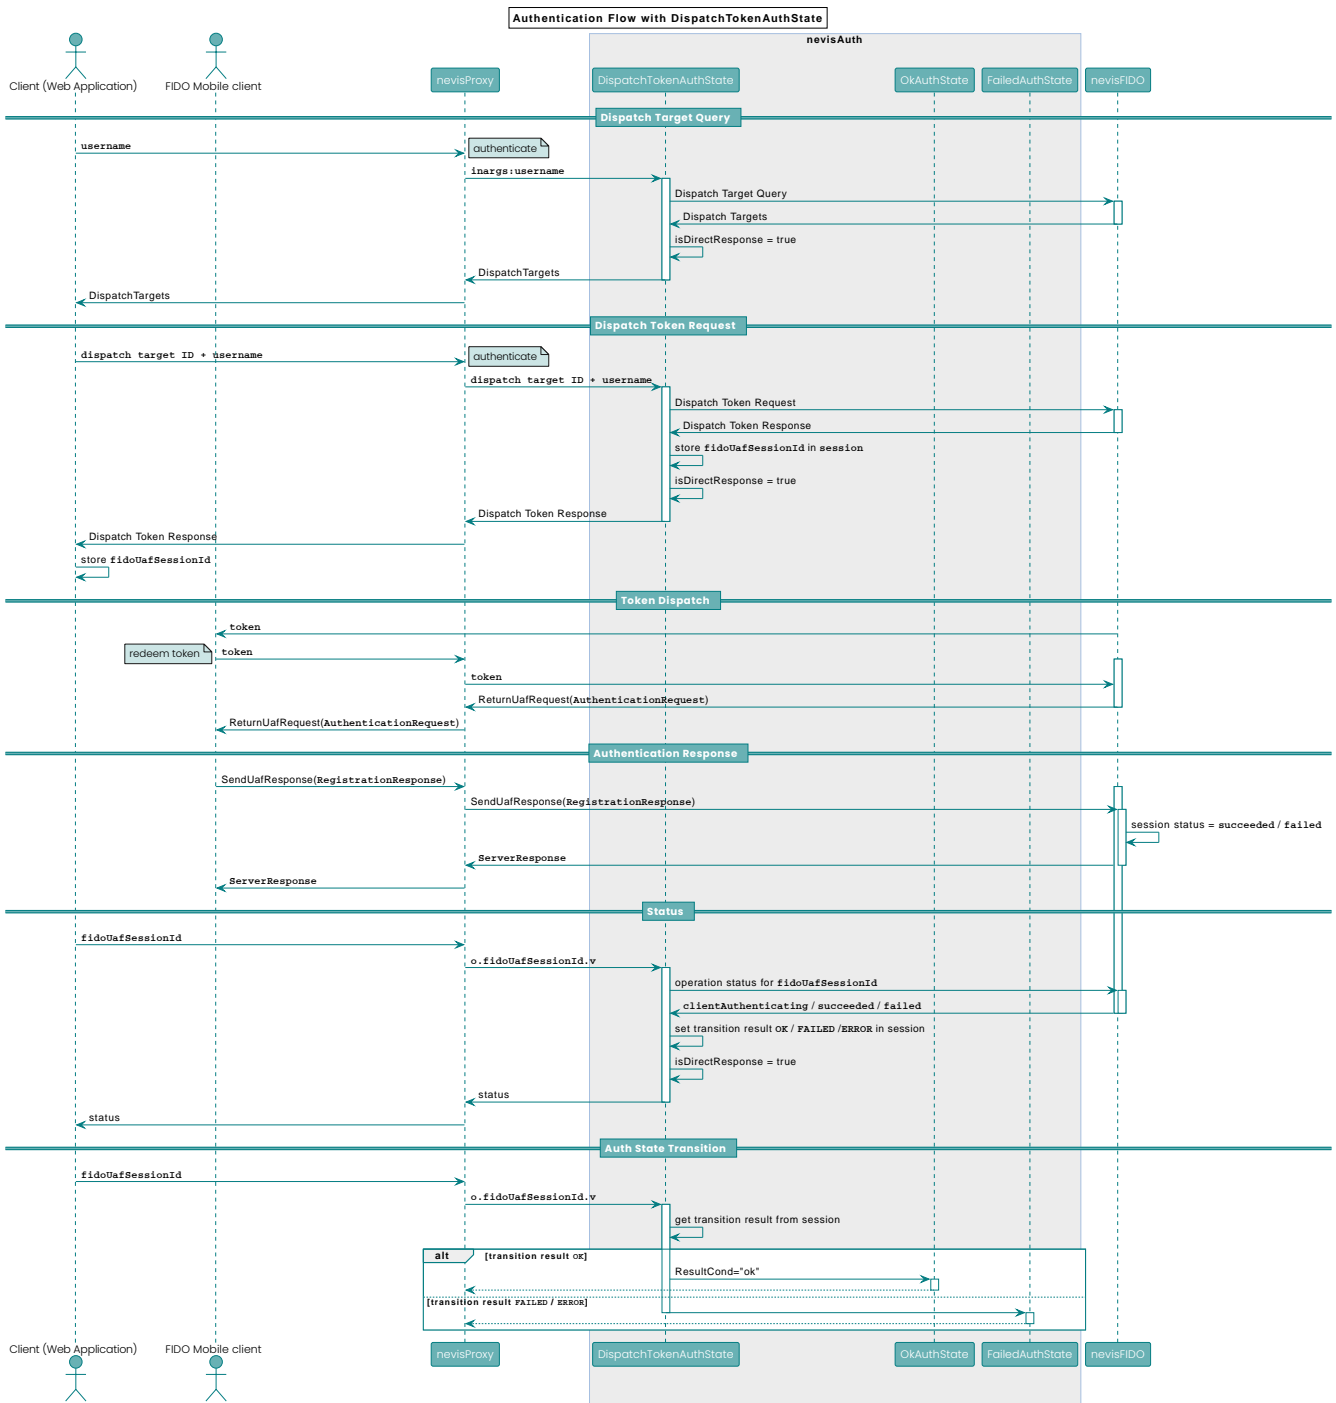 Authentication Flow with DispatchTokenAuthState
nevisAuth
Client (Web Application)
FIDO Mobile client
nevisProxy
DispatchTokenAuthState
OkAuthState
FailedAuthState
nevisFIDO
Dispatch Target Query
username
authenticate
inargs:username
Dispatch Target Query
Dispatch Targets
isDirectResponse = true
DispatchTargets
DispatchTargets
Dispatch Token Request
dispatch target ID + username
authenticate
dispatch target ID + username
Dispatch Token Request
Dispatch Token Response
store fidoUafSessionId in session
isDirectResponse = true
Dispatch Token Response
Dispatch Token Response
store fidoUafSessionId
Token Dispatch
token
redeem token
token
token
ReturnUafRequest(AuthenticationRequest)
ReturnUafRequest(AuthenticationRequest)
Authentication Response
SendUafResponse(RegistrationResponse)
SendUafResponse(RegistrationResponse)
session status = succeeded / failed
ServerResponse
ServerResponse
Status
fidoUafSessionId
o.fidoUafSessionId.v
operation status for fidoUafSessionId
clientAuthenticating / succeeded / failed
set transition result OK / FAILED /ERROR in session
isDirectResponse = true
status
status
Auth State Transition
fidoUafSessionId
o.fidoUafSessionId.v
get transition result from session
alt
[transition result OK]
ResultCond="ok"
[transition result FAILED / ERROR]
Client (Web Application)
FIDO Mobile client
nevisProxy
DispatchTokenAuthState
OkAuthState
FailedAuthState
nevisFIDO